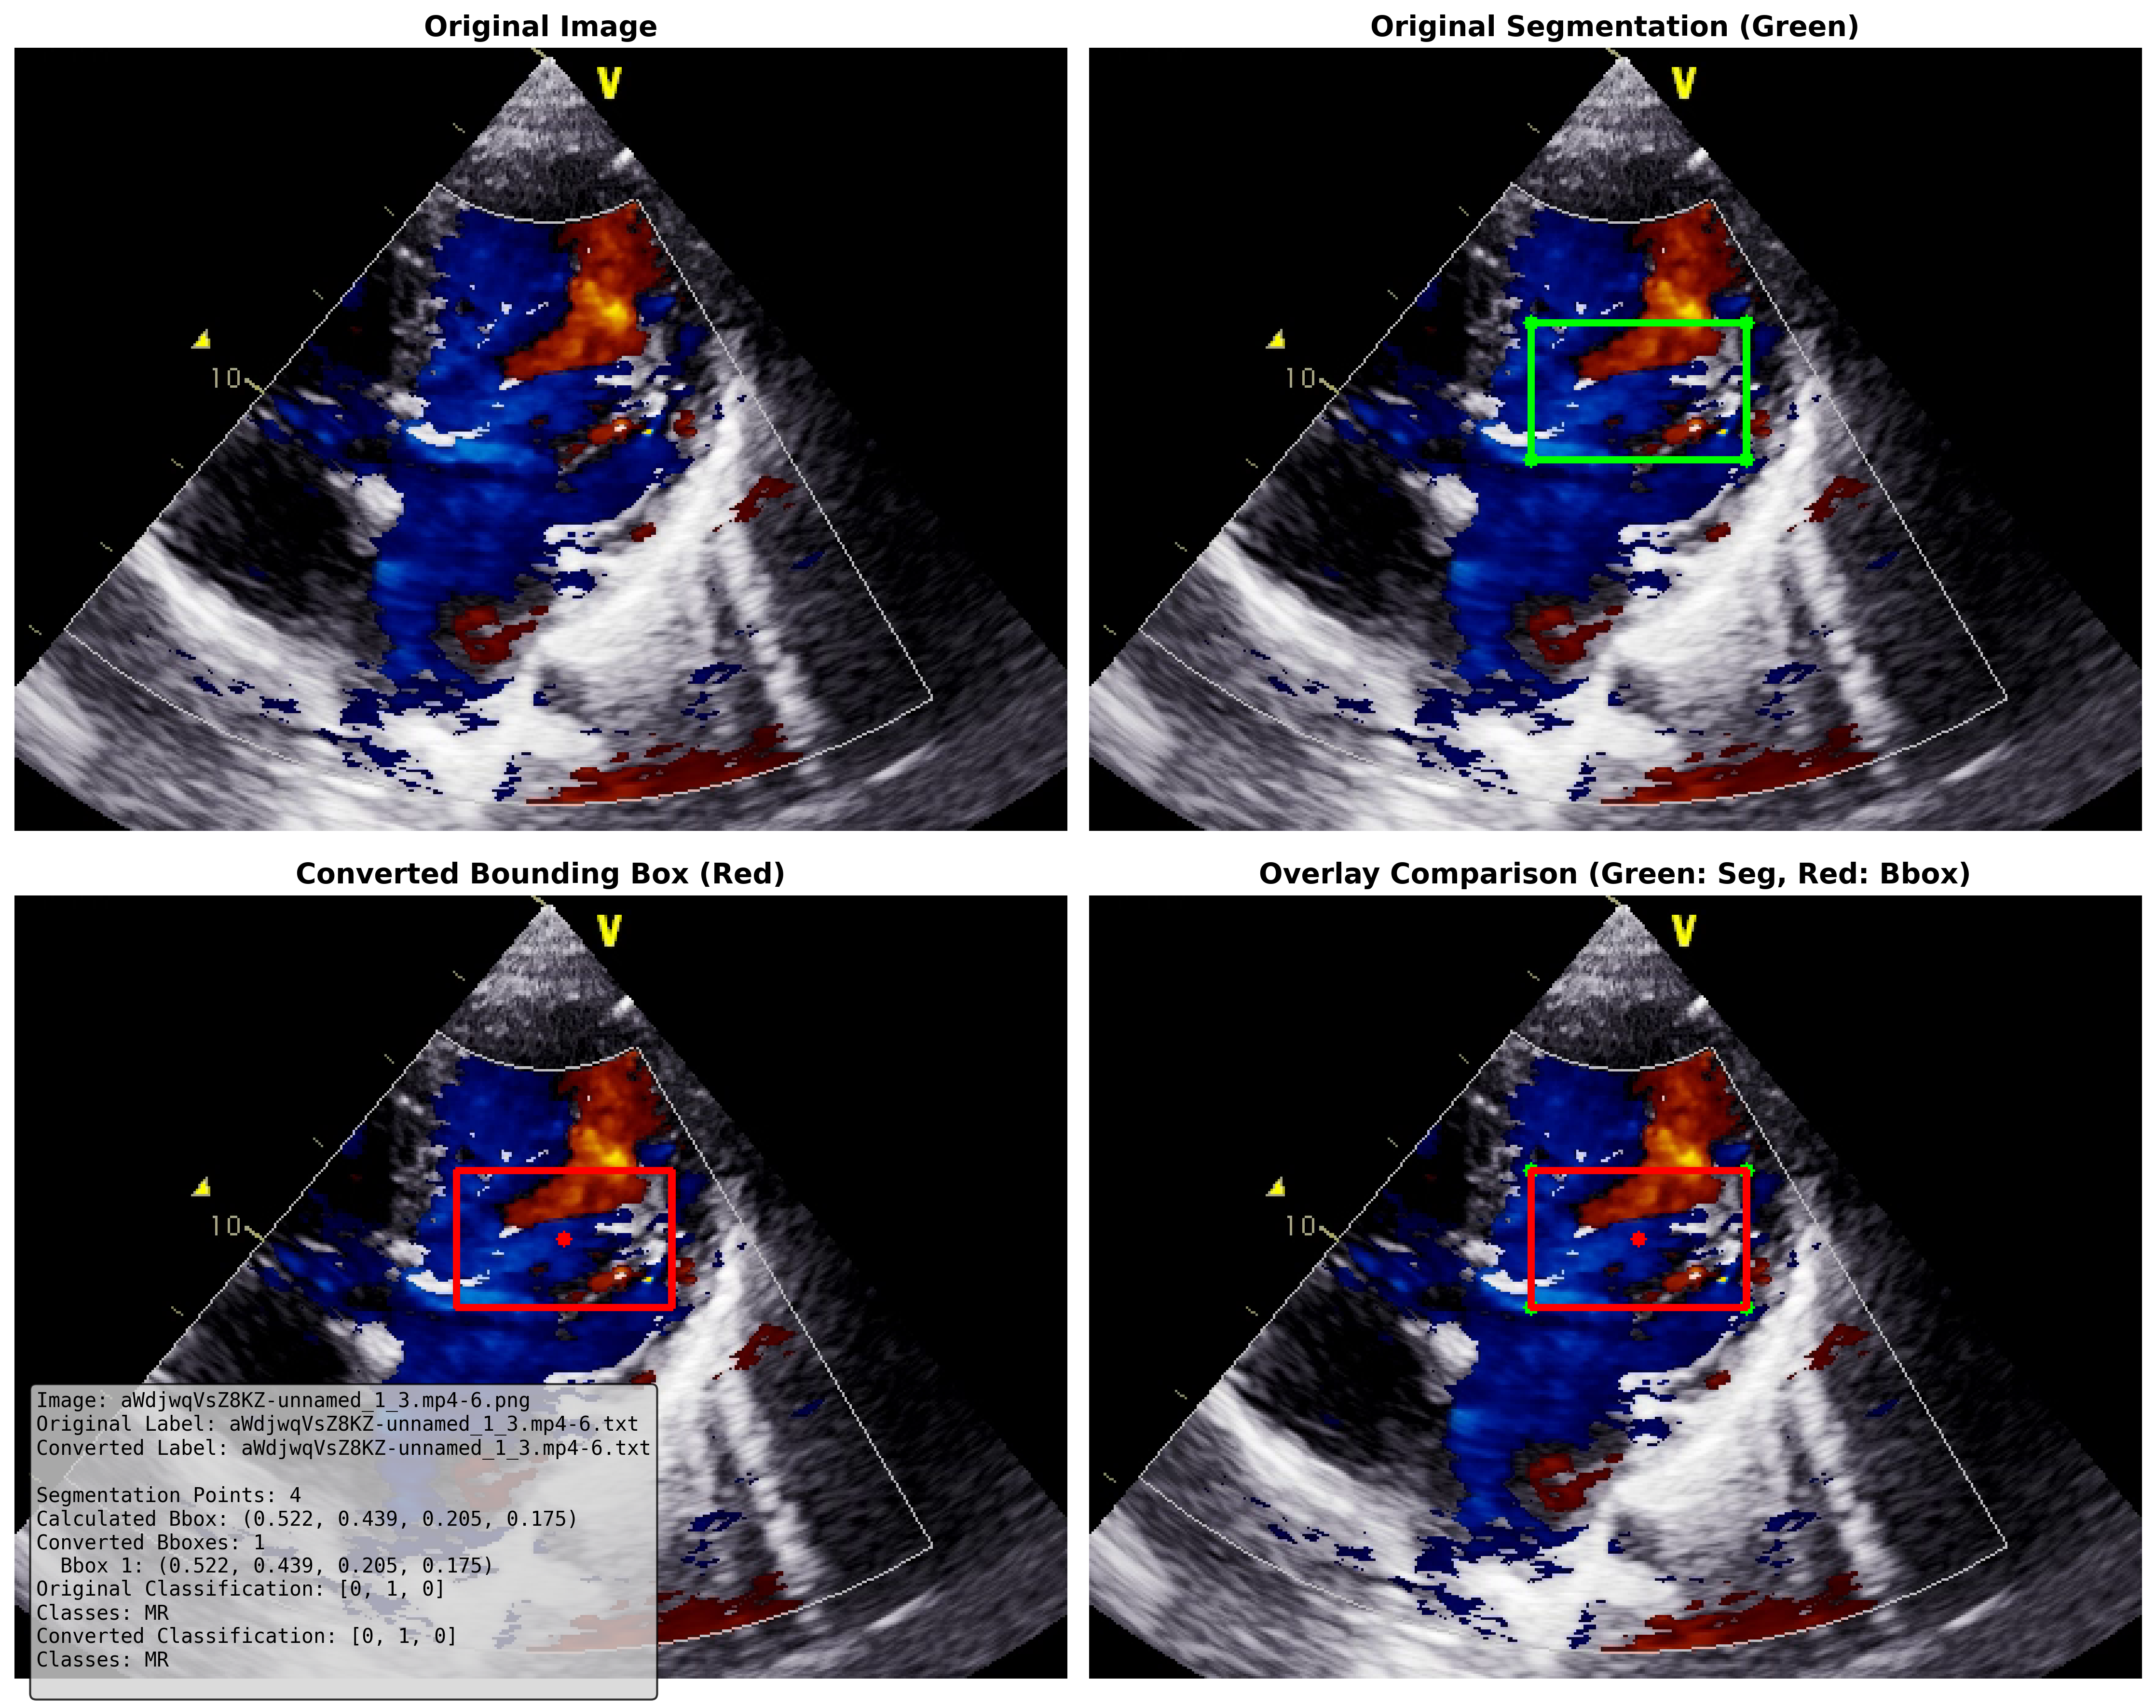 Original Image
Original Segmentation (Green)
V
10
V
10
Converted Bounding Box (Red)
Overlay Comparison (Green: Seg, Red: Bbox)
V
10
V
10
Image: aWdjwqVsZ8KZ-unnamed_1_3.mp4-6.png
Original Label: aWdjwqVsZ8KZ-unnamed_1_3.mp4-6.txt
Converted Label: aWdjwqVsZ8KZ-unnamed_1_3.mp4-6.txt
Segmentation Points: 4
Calculated Bbox: (0.522, 0.439, 0.205, 0.175)
Converted Bboxes: 1
Bbox 1: (0.522, 0.439, 0.205, 0.175)
Original Classification: [0, 1, 0]
Classes: MR
Converted Classification: [0, 1, 0]
Classes: MR